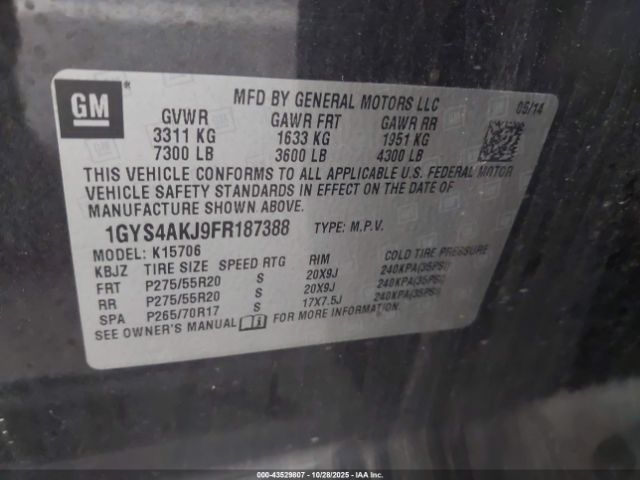 GM
MFD BY GENERAL MOTORS LLC
05/14
GVWR GAWR FRT GAWR RR
3311 KG 1633 KG 1951 KG
7300 LB 3600 LB 4300 LB
THIS VEHICLE CONFORMS TO ALL APPLICABLE U.S. FEDERAL MOTOR
VEHICLE SAFETY STANDARDS IN EFFECT ON THE DATE OF
MANUFACTURE SHOWN ABOVE.
1GYS4AKJ9FR187388 TYPE: M.P.V.
MODEL: K15706
KBJZ TIRE SIZE SPEED RTG RIM COLD TIRE PRESSURE
FRT P275/55R20 S 20X9J 240KPA(35PSI)
RR P275/55R20 S 20X9J 240KPA(35PSI)
SPA P265/70R17 S 17X7.5J 240KPA(35PSI)
SEE OWNER'S MANUAL FOR MORE INFORMATION.
000-43529807 | 10/28/2025 | IAAI.COM